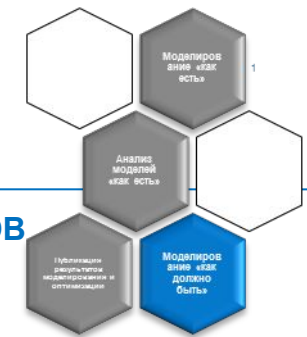 Моделиров
ание «как
есть»
1
Анализ
моделей
«как есть»
ов
Публикация
результатов
моделирования и
оптимизации
Моделиров
ание «как
должно
быть»